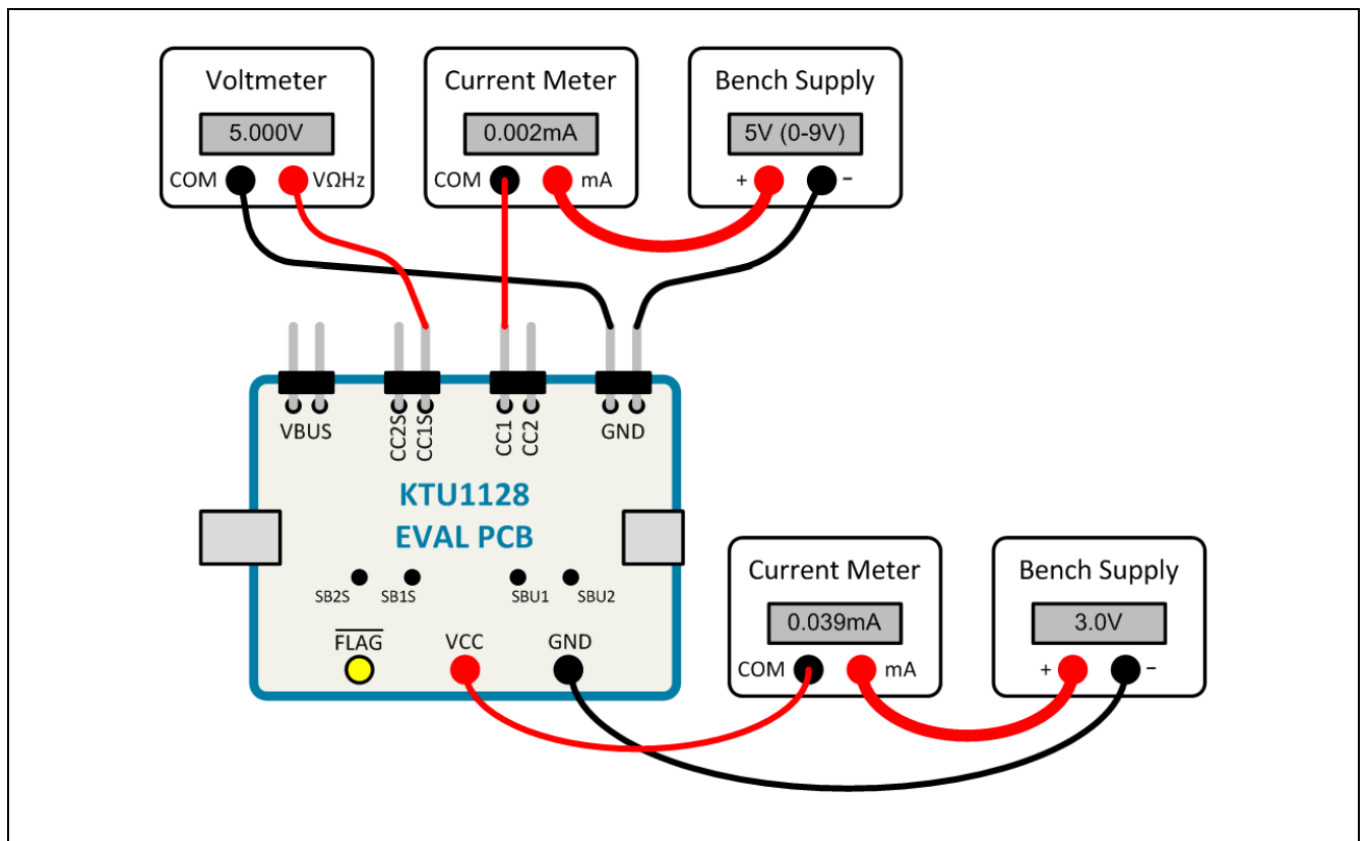 Voltmeter
5.000V
COM VΩHz
Current Meter
0.002mA
COM mA
Bench Supply
5V (0-9V)
+ −
VBUS
CC2S
CC1S
CC1
CC2
GND
KTU1128
EVAL PCB
SB2S SB1S SBU1 SBU2
FLAG VCC GND
Current Meter
0.039mA
COM mA
Bench Supply
3.0V
+ −